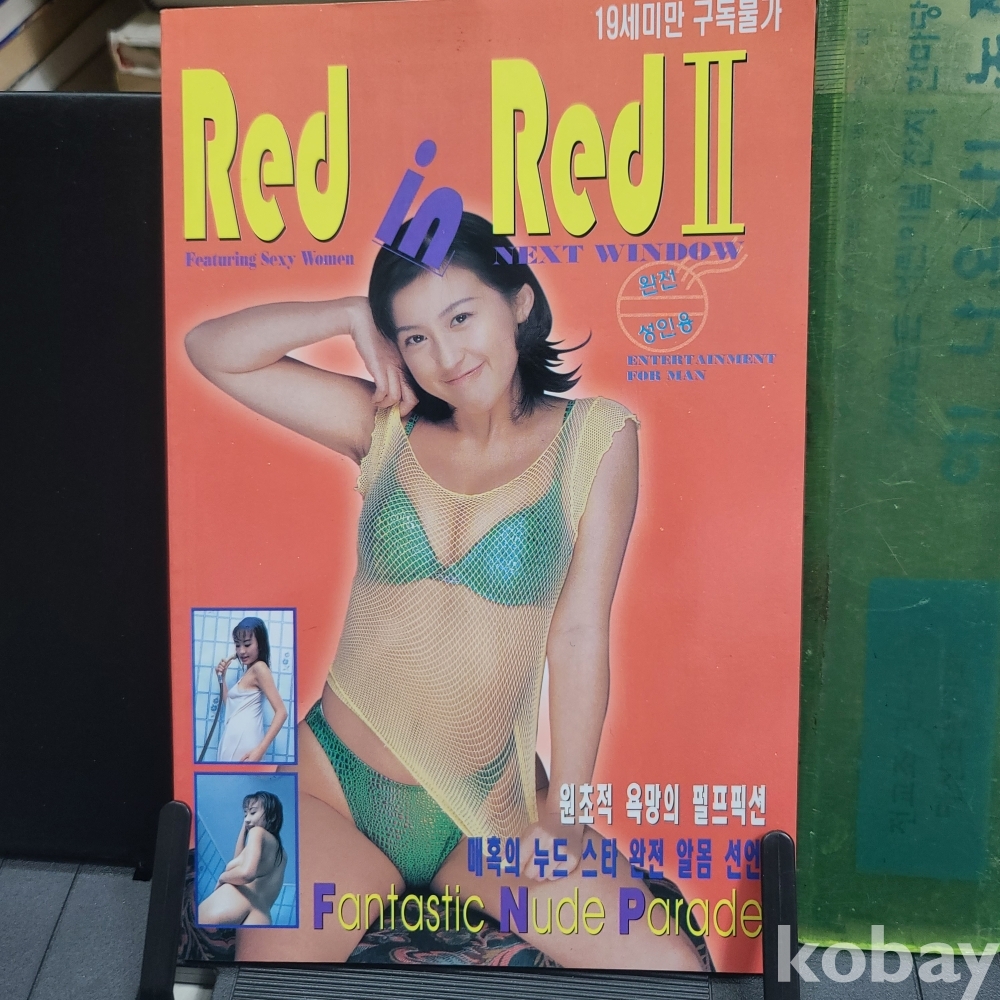 19세미만 구독불가
Red in Red II
Featuring Sexy Women
NEXT WINDOW
완전
성인용
ENTERTAINMENT
FOR MAN
원초적 욕망의 펄프픽션
매혹의 누드 스타 완전 알몸 선언
Fantastic Nude Parade
kobay